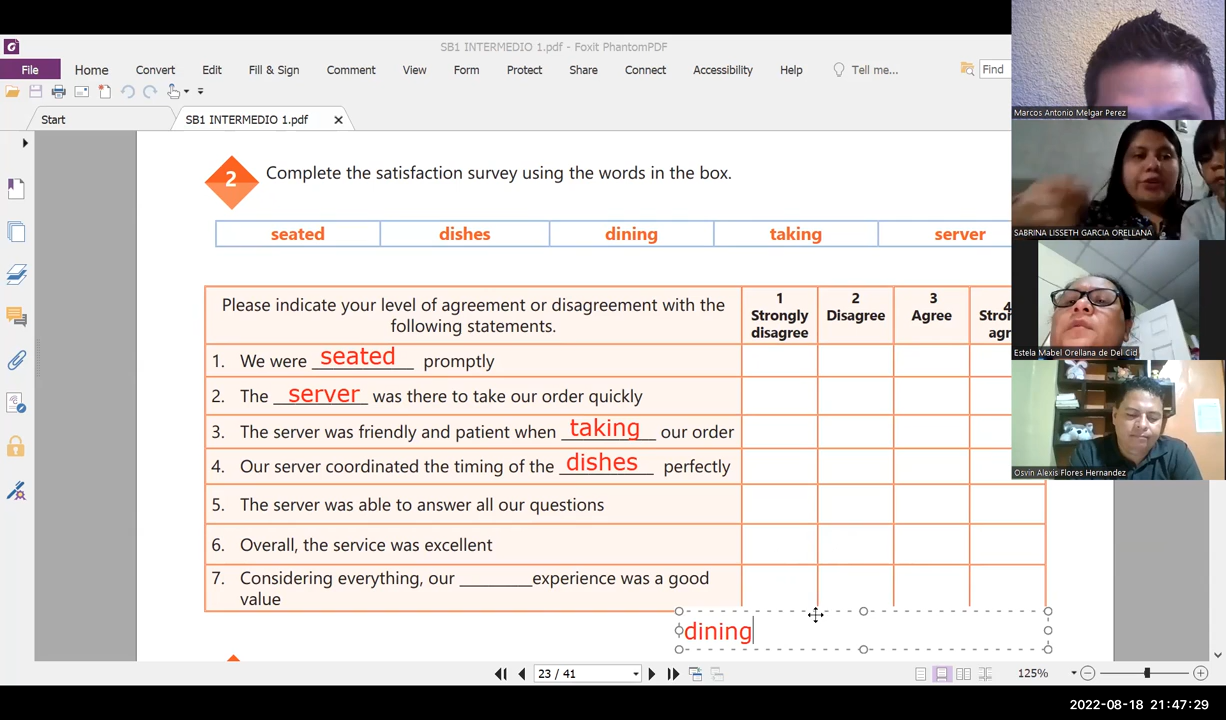 SB1 INTERMEDIO 1.pdf - Foxit PhantomPDF
File Home Convert Edit Fill & Sign Comment View Form Protect Share Connect Accessibility Help Tell me... Find
Start SB1 INTERMEDIO 1.pdf
2 Complete the satisfaction survey using the words in the box.
seated dishes dining taking server
Please indicate your level of agreement or disagreement with the
following statements.
1
Strongly
disagree
2
Disagree
3
Agree
4
Stron
agr
1. We were seated promptly
2. The server was there to take our order quickly
3. The server was friendly and patient when taking our order
4. Our server coordinated the timing of the dishes perfectly
5. The server was able to answer all our questions
6. Overall, the service was excellent
7. Considering everything, our ________experience was a good
value
dining
23 / 41
125%
Marcos Antonio Melgar Perez
SABRINA LISSETH GARCIA ORELLANA
Estela Mabel Orellana de Del Cid
Osvin Alexis Flores Hernandez
2022-08-18 21:47:29